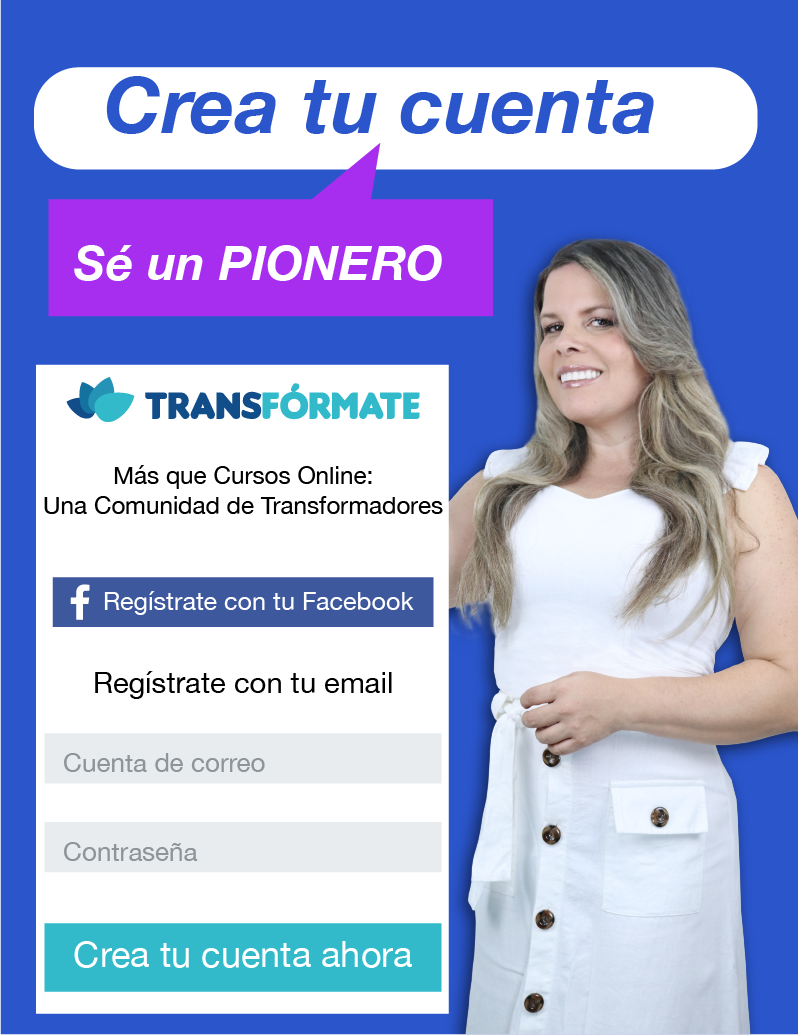 Crea tu cuenta
Sé un PIONERO
TRANSFÓRMATE
Más que Cursos Online:
Una Comunidad de Transformadores
f Regístrate con tu Facebook
Regístrate con tu email
Cuenta de correo
Contraseña
Crea tu cuenta ahora